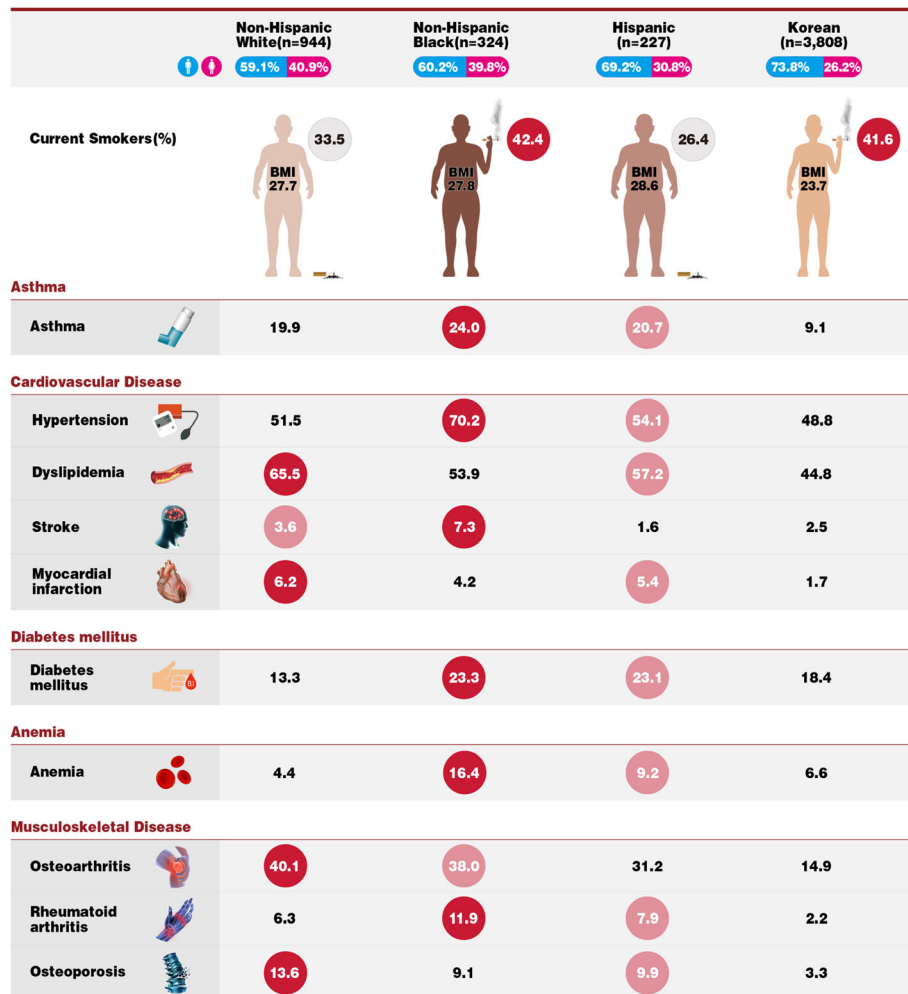 Non-Hispanic White(n=944) Non-Hispanic Black(n=324) Hispanic (n=227) Korean (n=3,808)
59.1% 40.9% 60.2% 39.8% 69.2% 30.8% 73.8% 26.2%
Current Smokers(%) 33.5 42.4 26.4 41.6
BMI 27.7 BMI 27.8 BMI 28.6 BMI 23.7
Asthma
Asthma 19.9 24.0 20.7 9.1
Cardiovascular Disease
Hypertension 51.5 70.2 54.1 48.8
Dyslipidemia 65.5 53.9 57.2 44.8
Stroke 3.6 7.3 1.6 2.5
Myocardial infarction 6.2 4.2 5.4 1.7
Diabetes mellitus
Diabetes mellitus 13.3 23.3 23.1 18.4
Anemia
Anemia 4.4 16.4 9.2 6.6
Musculoskeletal Disease
Osteoarthritis 40.1 38.0 31.2 14.9
Rheumatoid arthritis 6.3 11.9 7.9 2.2
Osteoporosis 13.6 9.1 9.9 3.3